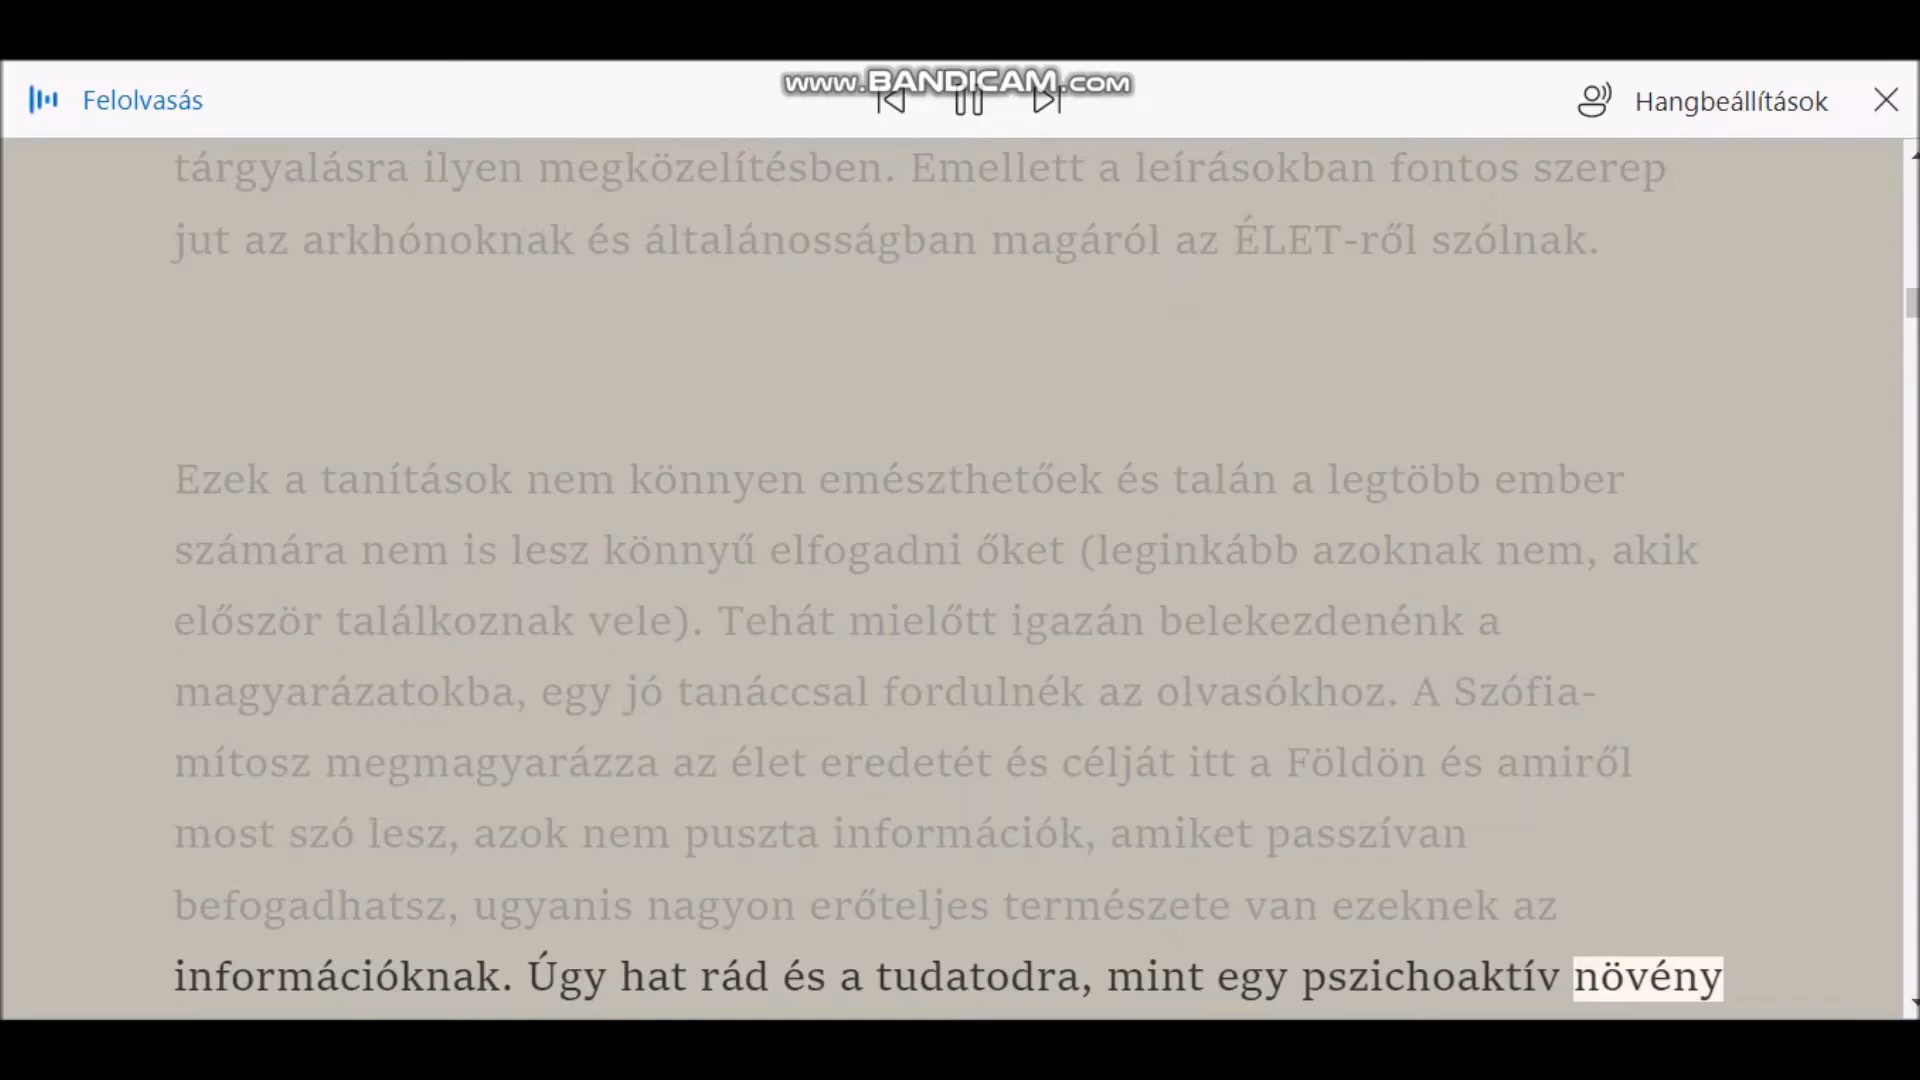 www.BANDICAM.com
Felolvasás
Hangbeállítások
tárgyalásra ilyen megközelítésben. Emellett a leírásokban fontos szerep
jut az arkhónoknak és általánosságban magáról az ÉLET-ről szólnak.
Ezek a tanítások nem könnyen emészthetőek és talán a legtöbb ember
számára nem is lesz könnyű elfogadni őket (leginkább azoknak nem, akik
először találkoznak vele). Tehát mielőtt igazán belekezdenénk a
magyarázatokba, egy jó tanáccsal fordulnék az olvasókhoz. A Szófia-
mítosz megmagyarázza az élet eredetét és célját itt a Földön és amiről
most szó lesz, azok nem puszta információk, amiket passzívan
befogadhatsz, ugyanis nagyon erőteljes természete van ezeknek az
információknak. Úgy hat rád és a tudatodra, mint egy pszichoaktív növény